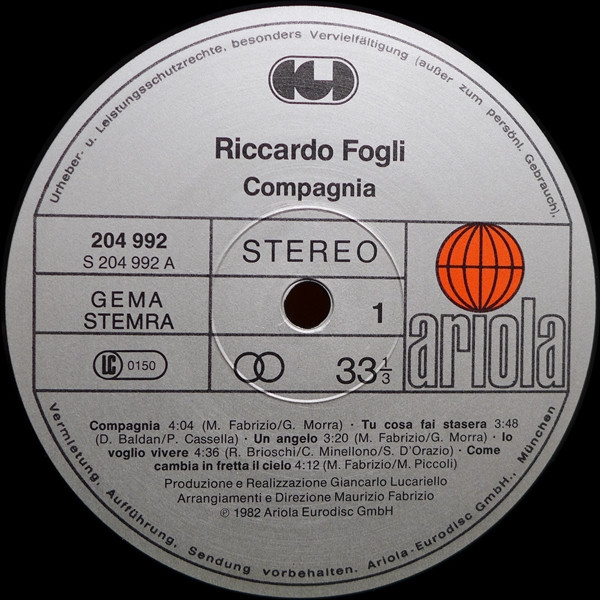 Urheber- u. Leistungsschutzrechte, besonders Vervielfältigung (außer zum persönl. Gebrauch),
Riccardo Fogli
Compagnia
204 992
S 204 992 A
STEREO
GEMA
STEMRA
1
LC 0150
33 1/3
ariola
Compagnia 4:04 (M. Fabrizio/G. Morra) · Tu cosa fai stasera 3:48
(D. Baldan/P. Cassella) · Un angelo 3:20 (M. Fabrizio/G. Morra) · Io
voglio vivere 4:36 (R. Brioschi/C. Minellono/S. D'Orazio) · Come
cambia in fretta il cielo 4:12 (M. Fabrizio/M. Piccoli)
Produzione e Realizzazione Giancarlo Lucariello
Arrangiamenti e Direzione Maurizio Fabrizio
℗ 1982 Ariola Eurodisc GmbH
Vermietung, Aufführung, Sendung vorbehalten. Ariola-Eurodisc GmbH., München